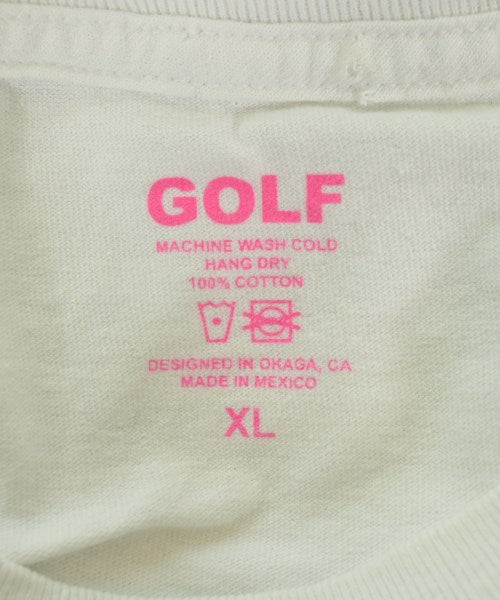 GOLF
MACHINE WASH COLD
HANG DRY
100% COTTON
DESIGNED IN OKAGA, CA
MADE IN MEXICO
XL